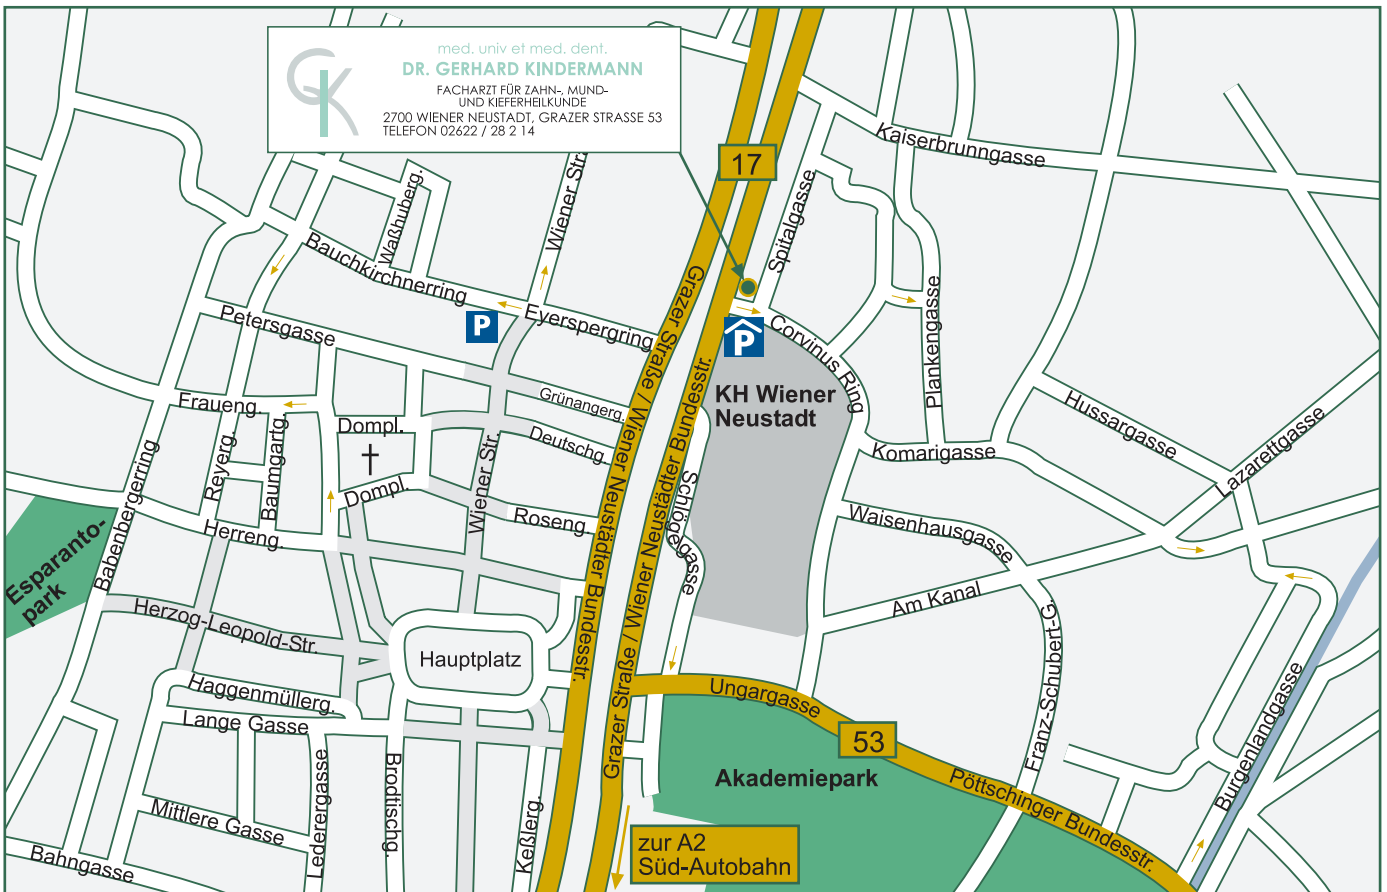 GK
med. univ et med. dent.
DR. GERHARD KINDERMANN
FACHARZT FÜR ZAHN-, MUND-
UND KIEFERHEILKUNDE
2700 WIENER NEUSTADT, GRAZER STRASSE 53
TELEFON 02622 / 28 2 14
17
Kaiserbrunngasse
Waßhuberg.
Wiener Str.
Spitalgasse
Bauchkirchnerring
Petersgasse
P
Eyerspergring
Grazer Straße / Wiener Neustädter Bundesstr.
P
Corvinus Ring
Plankengasse
KH Wiener
Neustadt
Fraueng.
Grünangerg.
Dompl.
Deutschg.
Hussargasse
Lazarettgasse
Komarigasse
Babenbergerring
Reyerg.
Baumgartg.
Dompl.
Wiener Str.
Roseng.
Herreng.
Schlögelgasse
Waisenhausgasse
Esparanto-
park
Am Kanal
Herzog-Leopold-Str.
Hauptplatz
Grazer Straße / Wiener Neustädter Bundesstr.
Haggenmüllerg.
Lange Gasse
Ungargasse
Franz-Schubert-G.
Burgenlandgasse
53
Akademiepark
Pöttschinger Bundesstr.
Mittlere Gasse
Lederergasse
Brodtischg.
Keßlerg.
Bahngasse
zur A2
Süd-Autobahn